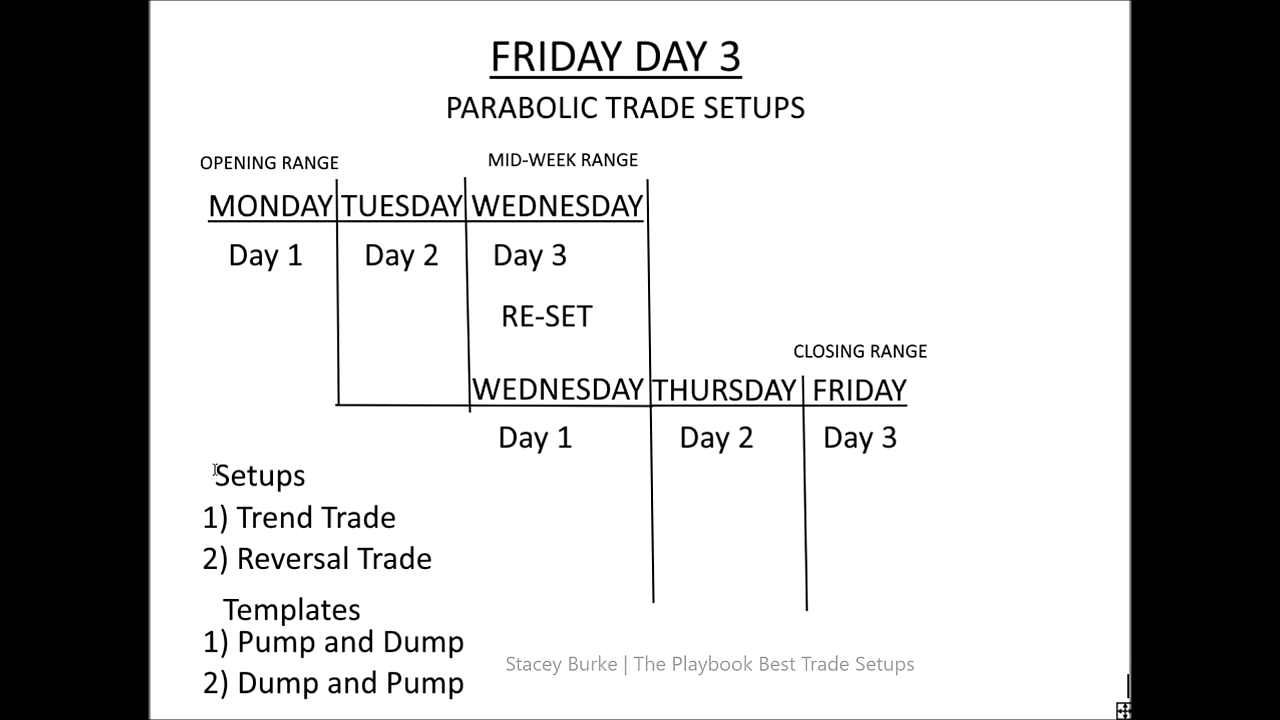 FRIDAY DAY 3
PARABOLIC TRADE SETUPS
OPENING RANGE
MID-WEEK RANGE
MONDAY TUESDAY WEDNESDAY
Day 1 Day 2 Day 3
RE-SET
CLOSING RANGE
WEDNESDAY THURSDAY FRIDAY
Day 1 Day 2 Day 3
Setups
1) Trend Trade
2) Reversal Trade
Templates
1) Pump and Dump
2) Dump and Pump
Stacey Burke | The Playbook Best Trade Setups